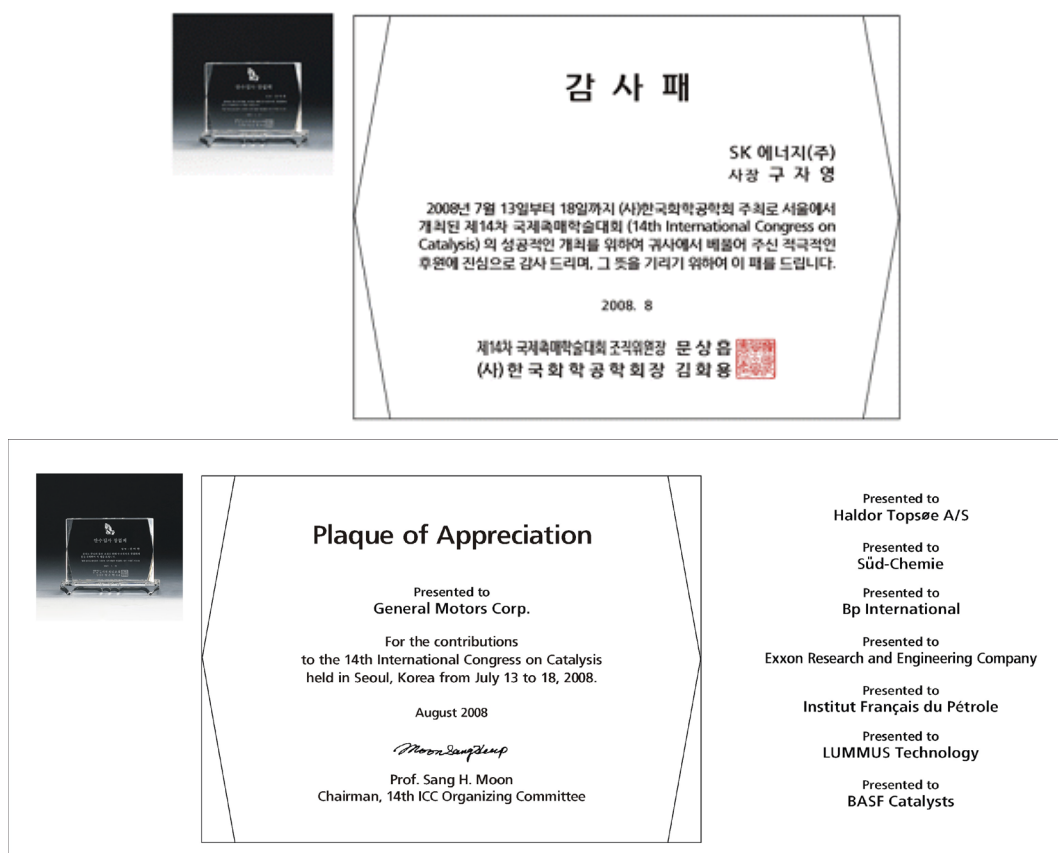 감 사 패
SK 에너지(주)
사장 구 자 영
2008년 7월 13일부터 18일까지 (사)한국화학공학회 주최로 서울에서
개최된 제14차 국제촉매학술대회 (14th International Congress on
Catalysis) 의 성공적인 개최를 위하여 귀사에서 베풀어 주신 적극적인
후원에 진심으로 감사 드리며, 그 뜻을 기리기 위하여 이 패를 드립니다.
2008. 8
제14차 국제촉매학술대회 조직위원장 문 상 흡
(사)한 국 화 학 공 학 회 장 김 화 용
Plaque of Appreciation
Presented to
General Motors Corp.
For the contributions
to the 14th International Congress on Catalysis
held in Seoul, Korea from July 13 to 18, 2008.
August 2008
Moon Sang Heup
Prof. Sang H. Moon
Chairman, 14th ICC Organizing Committee
Presented to
Haldor Topsøe A/S
Presented to
Süd-Chemie
Presented to
Bp International
Presented to
Exxon Research and Engineering Company
Presented to
Institut Français du Pétrole
Presented to
LUMMUS Technology
Presented to
BASF Catalysts